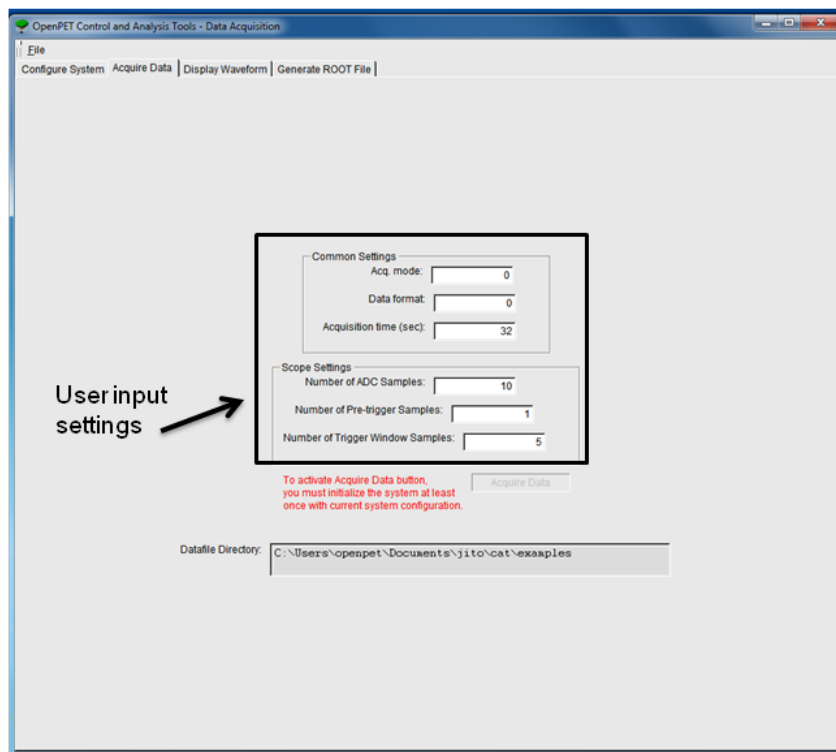 OpenPET Control and Analysis Tools - Data Acquisition
File
Configure System Acquire Data Display Waveform Generate ROOT File
Common Settings
Acq. mode: 0
Data format: 0
Acquisition time (sec): 32
Scope Settings
Number of ADC Samples: 10
Number of Pre-trigger Samples: 1
Number of Trigger Window Samples: 5
User input
settings
To activate Acquire Data button,
you must initialize the system at least
once with current system configuration.
Acquire Data
Datafile Directory: C:\Users\openpet\Documents\jito\cat\examples